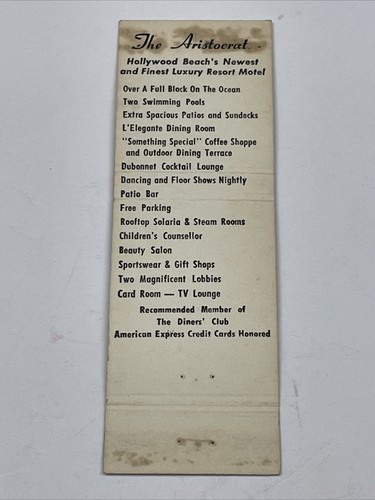 The Aristocrat
Hollywood Beach's Newest
and Finest Luxury Resort Motel
Over A Full Block On The Ocean
Two Swimming Pools
Extra Spacious Patios and Sundecks
L'Elegante Dining Room
"Something Special" Coffee Shoppe
and Outdoor Dining Terrace
Dubonnet Cocktail Lounge
Dancing and Floor Shows Nightly
Patio Bar
Free Parking
Rooftop Solaria & Steam Rooms
Children's Counsellor
Beauty Salon
Sportswear & Gift Shops
Two Magnificent Lobbies
Card Room — TV Lounge
Recommended Member of
The Diners' Club
American Express Credit Cards Honored